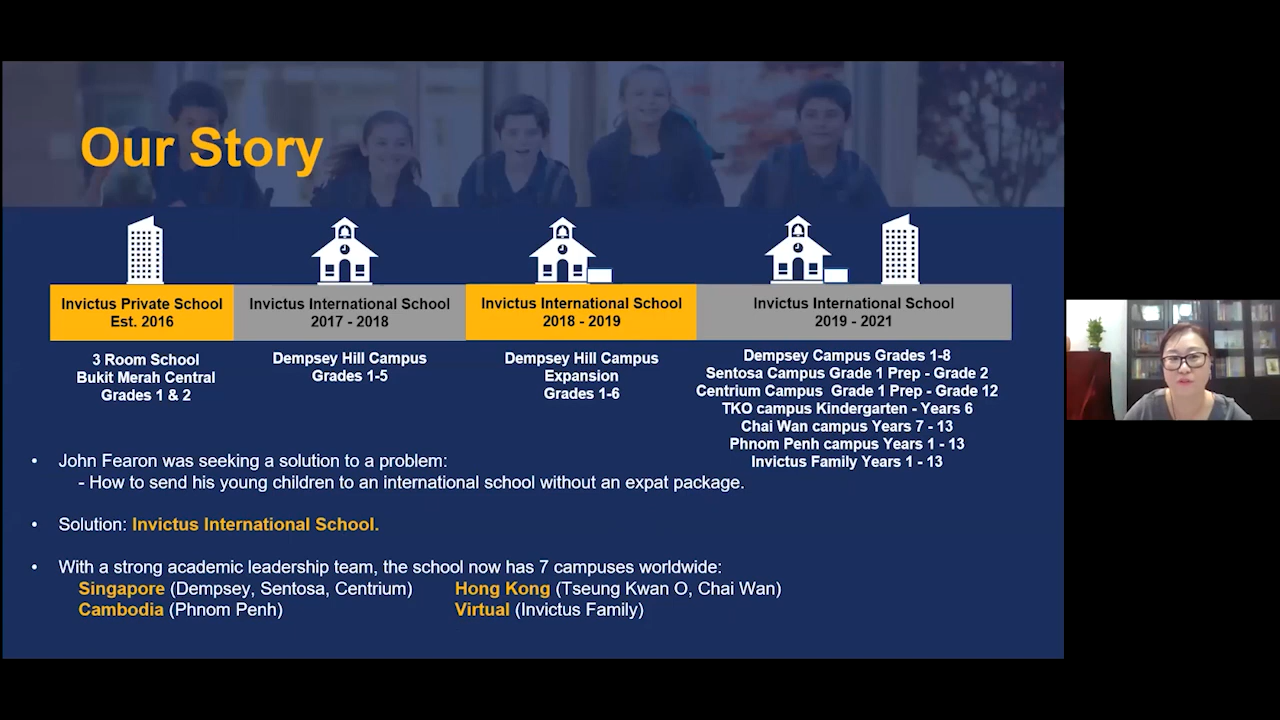 Our Story
Invictus Private School
Est. 2016
3 Room School
Bukit Merah Central
Grades 1 & 2
Invictus International School
2017 - 2018
Dempsey Hill Campus
Grades 1-5
Invictus International School
2018 - 2019
Dempsey Hill Campus
Expansion
Grades 1-6
Invictus International School
2019 - 2021
Dempsey Campus Grades 1-8
Sentosa Campus Grade 1 Prep - Grade 2
Centrium Campus Grade 1 Prep - Grade 12
TKO campus Kindergarten - Years 6
Chai Wan campus Years 7 - 13
Phnom Penh campus Years 1 - 13
Invictus Family Years 1 - 13
• John Fearon was seeking a solution to a problem:
- How to send his young children to an international school without an expat package.
• Solution: Invictus International School.
• With a strong academic leadership team, the school now has 7 campuses worldwide:
Singapore (Dempsey, Sentosa, Centrium) Hong Kong (Tseung Kwan O, Chai Wan)
Cambodia (Phnom Penh) Virtual (Invictus Family)